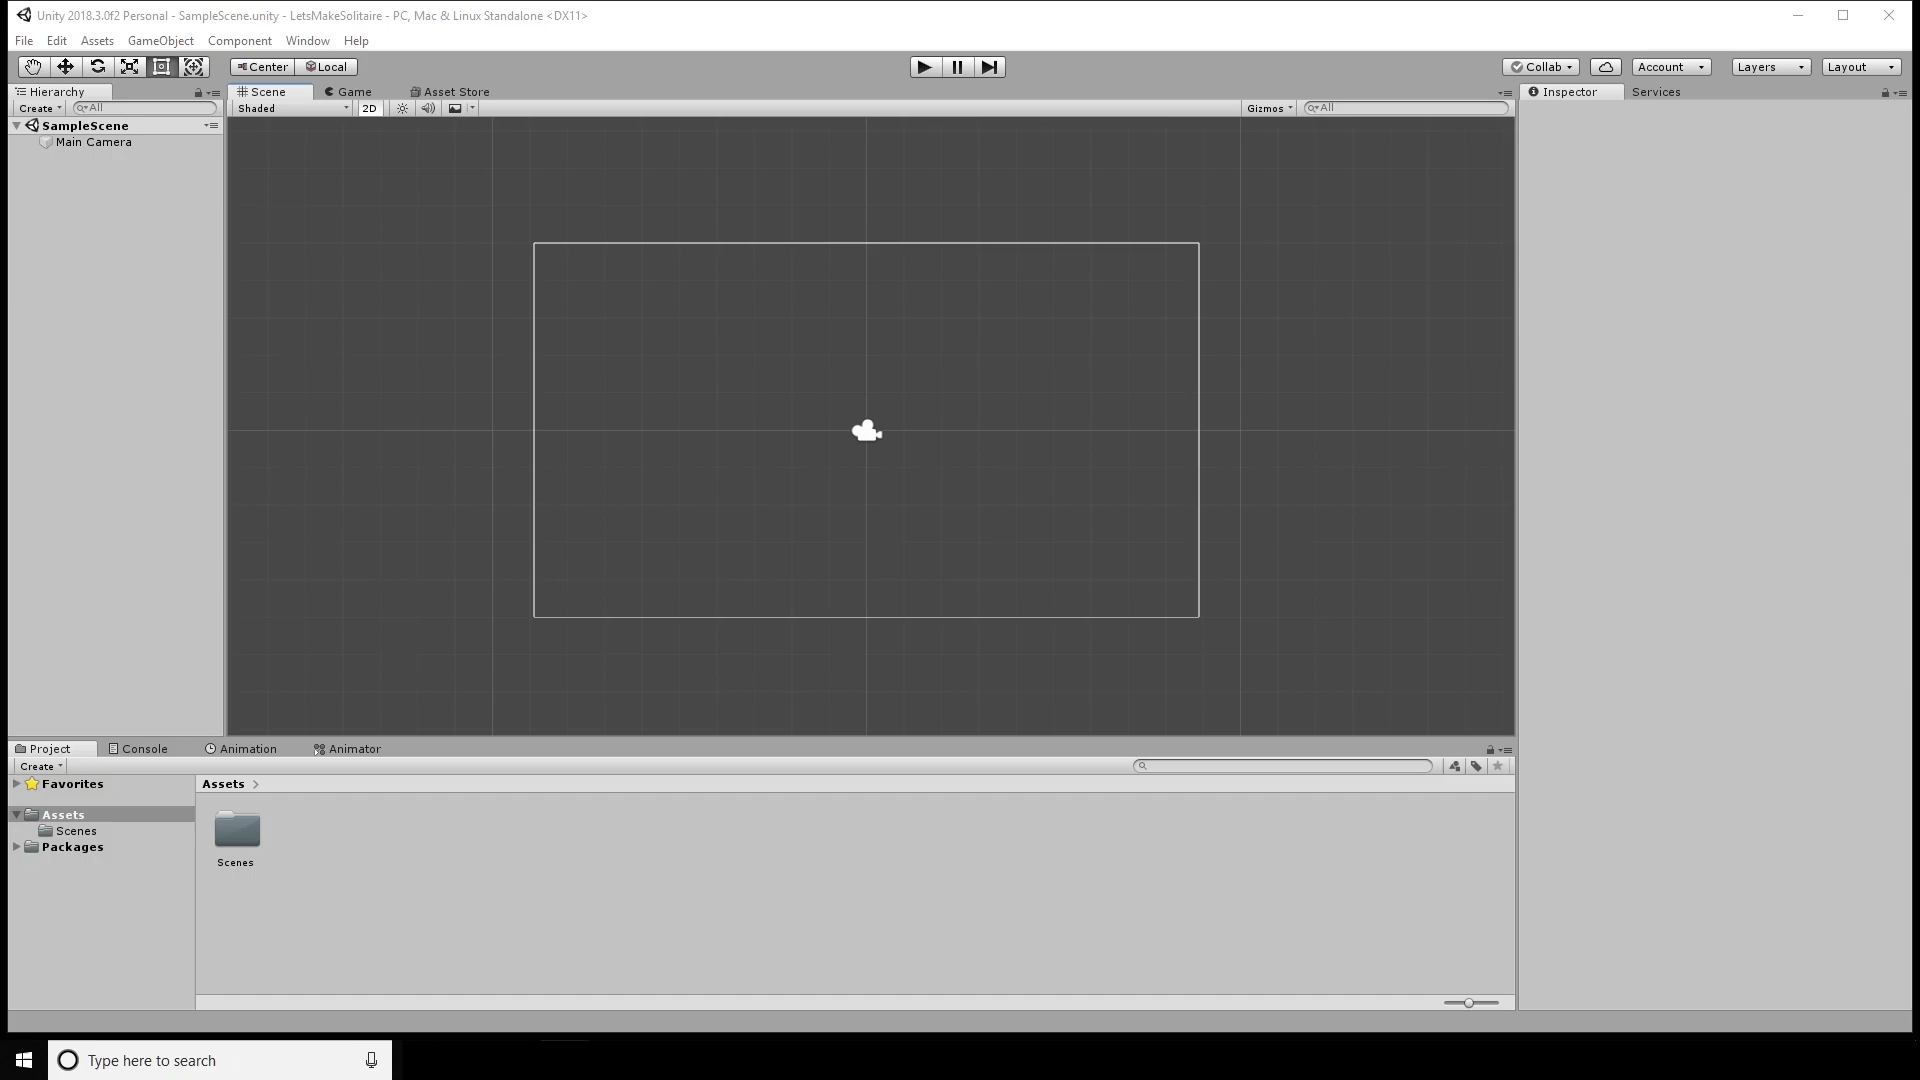 Unity 2018.3.0f2 Personal - SampleScene.unity - LetsMakeSolitaire - PC, Mac & Linux Standalone <DX11>
File Edit Assets GameObject Component Window Help
Center Local Collab Account Layers Layout
Hierarchy Scene Game Asset Store Inspector Services
Create All Shaded 2D Gizmos All
SampleScene
Main Camera
Project Console Animation Animator
Create
Favorites Assets
Assets
Scenes
Packages
Scenes
Type here to search